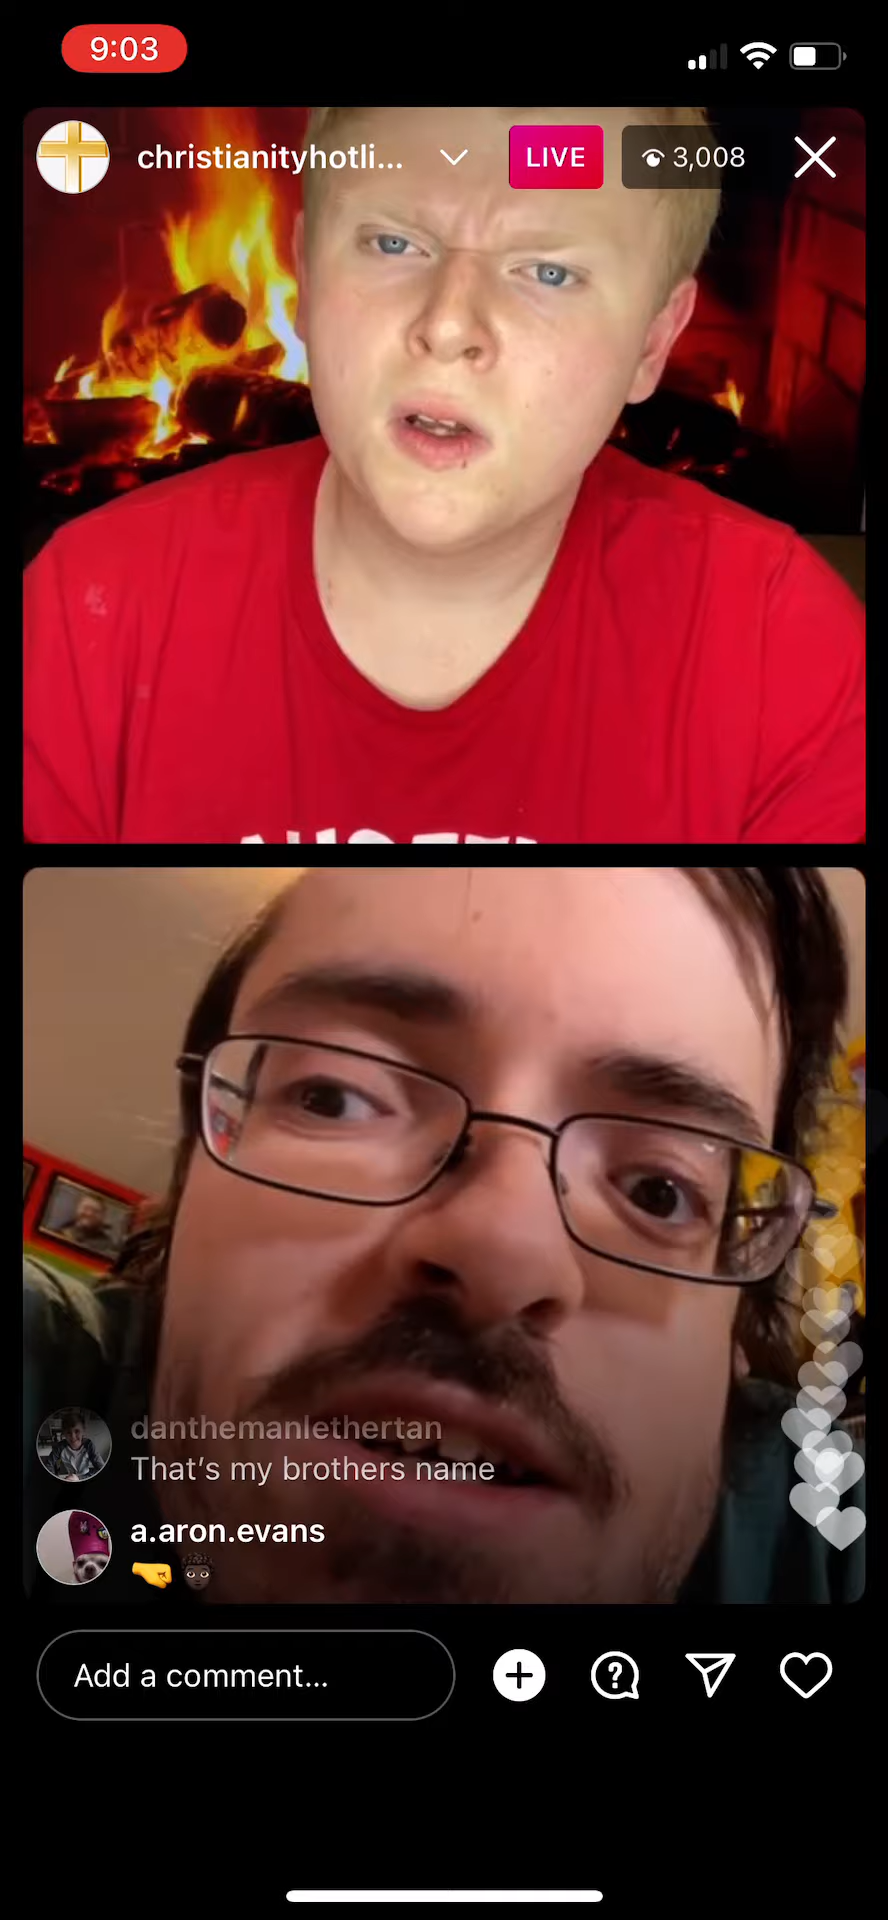 9:03
christianityhotli...
LIVE
3,008
danthemanlethertan
That's my brothers name
a.aron.evans
🤜👩🏿‍🦱
Add a comment...